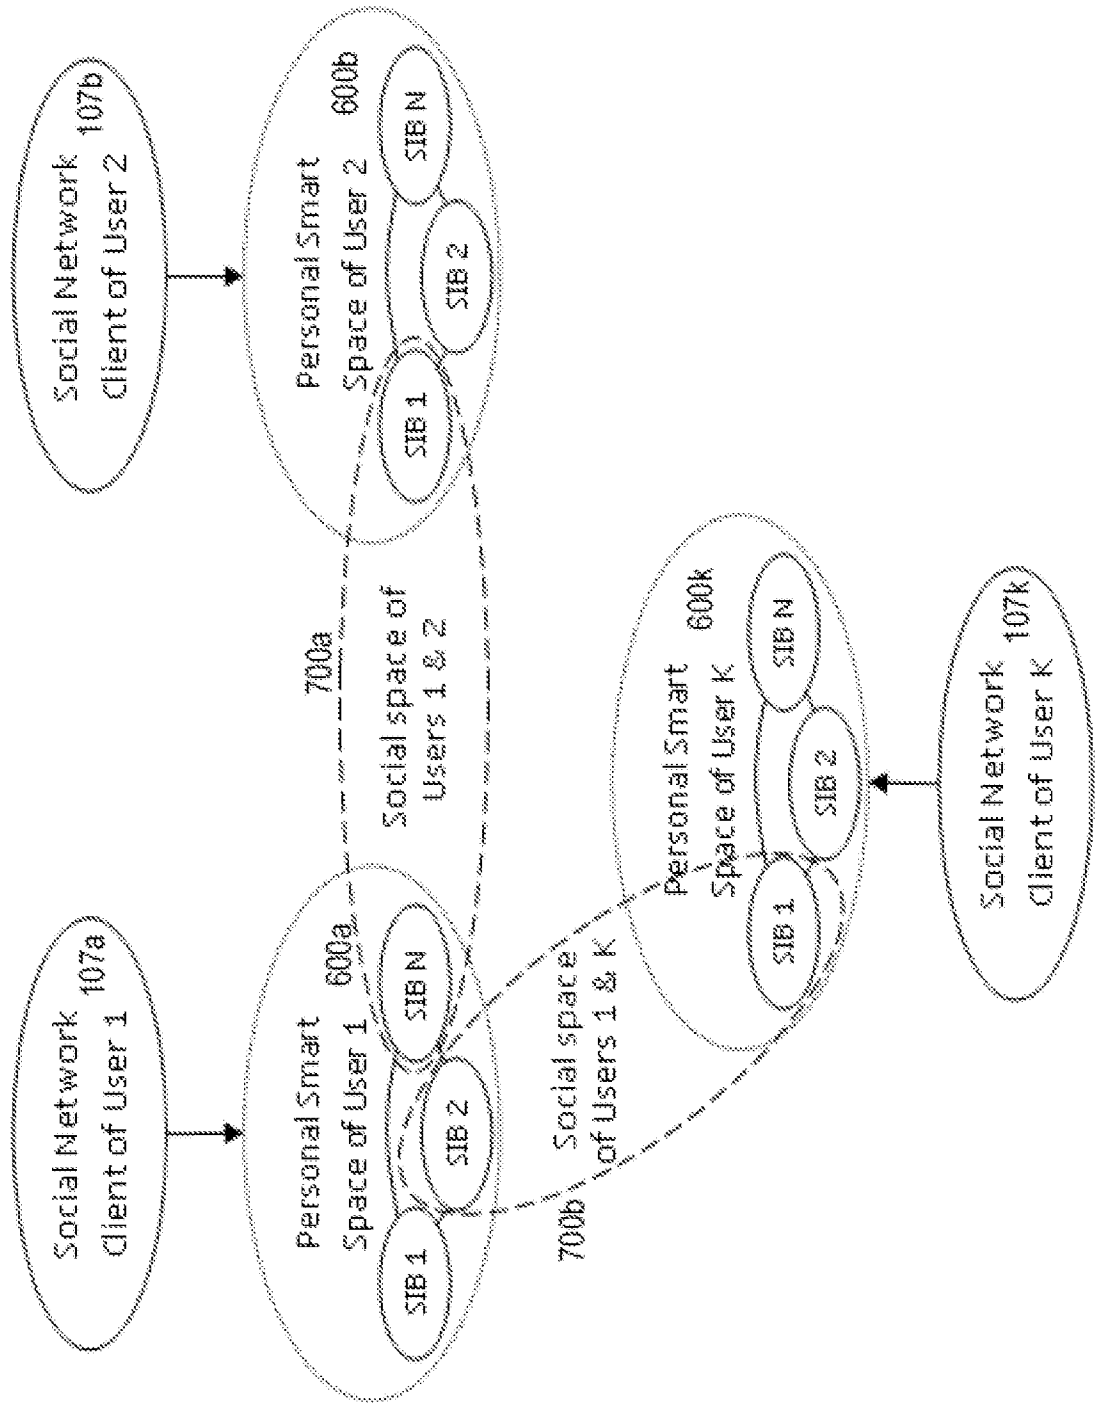 Social Network
Client of User 1
107a
Social Network
Client of User 2
107b
Personal Smart
Space of User 1
600a
SIB 1
SIB 2
SIB N
700a
Social space of
Users 1 & 2
Personal Smart
Space of User 2
600b
SIB 1
SIB 2
SIB N
700b
Social space
of Users 1 & K
Personal Smart
Space of User K
600k
SIB 1
SIB 2
SIB N
Social Network
Client of User K
107k